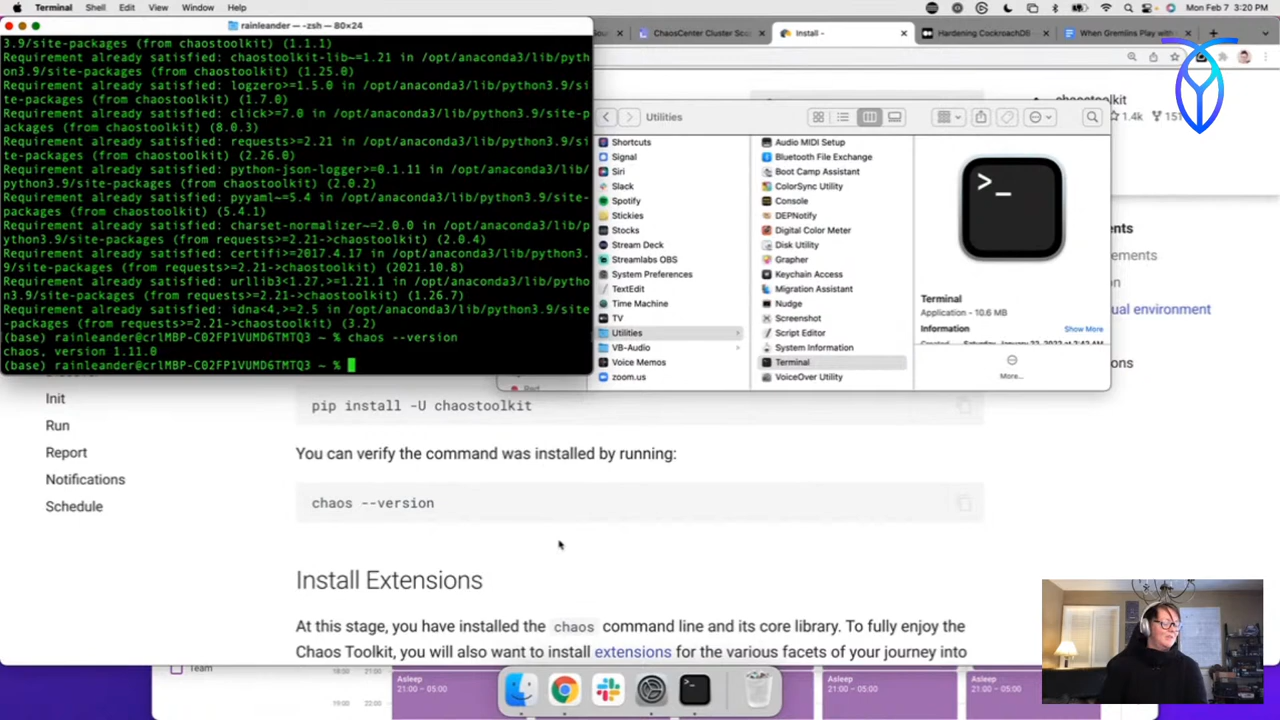 Terminal Shell Edit View Window Help
Mon Feb 7 3:20 PM
rainleander — -zsh — 80×24
ChaosCenter Cluster Sco
Install -
Hardening CockroachDB
When Gremlins Play with
3.9/site-packages (from chaostoolkit) (1.1.1)
Requirement already satisfied: chaostoolkit-lib~=1.21 in /opt/anaconda3/lib/pyth
on3.9/site-packages (from chaostoolkit) (1.25.0)
Requirement already satisfied: logzero>=1.5.0 in /opt/anaconda3/lib/python3.9/si
te-packages (from chaostoolkit) (1.7.0)
Requirement already satisfied: click>=7.0 in /opt/anaconda3/lib/python3.9/site-p
ackages (from chaostoolkit) (8.0.3)
Requirement already satisfied: requests>=2.21 in /opt/anaconda3/lib/python3.9/si
te-packages (from chaostoolkit) (2.26.0)
Requirement already satisfied: python-json-logger>=0.1.11 in /opt/anaconda3/lib/
python3.9/site-packages (from chaostoolkit) (2.0.2)
Requirement already satisfied: pyyaml~=5.4 in /opt/anaconda3/lib/python3.9/site-
packages (from chaostoolkit) (5.4.1)
Requirement already satisfied: charset-normalizer~=2.0.0 in /opt/anaconda3/lib/p
ython3.9/site-packages (from requests>=2.21->chaostoolkit) (2.0.4)
Requirement already satisfied: certifi>=2017.4.17 in /opt/anaconda3/lib/python3.
9/site-packages (from requests>=2.21->chaostoolkit) (2021.10.8)
Requirement already satisfied: urllib3<1.27,>=1.21.1 in /opt/anaconda3/lib/pytho
n3.9/site-packages (from requests>=2.21->chaostoolkit) (1.26.7)
Requirement already satisfied: idna<4,>=2.5 in /opt/anaconda3/lib/python3.9/site
-packages (from requests>=2.21->chaostoolkit) (3.2)
(base) rainleander@crlMBP-C02FP1VUMD6TMTQ3 ~ % chaos --version
chaos, version 1.11.0
(base) rainleander@crlMBP-C02FP1VUMD6TMTQ3 ~ %
Utilities
Shortcuts
Signal
Siri
Slack
Spotify
Stickies
Stocks
Stream Deck
Streamlabs OBS
System Preferences
TextEdit
Time Machine
TV
Utilities
VB-Audio
Voice Memos
zoom.us
Audio MIDI Setup
Bluetooth File Exchange
Boot Camp Assistant
ColorSync Utility
Console
DEPNotify
Digital Color Meter
Disk Utility
Grapher
Keychain Access
Migration Assistant
Nudge
Screenshot
Script Editor
System Information
Terminal
VoiceOver Utility
>_
Terminal
Application - 10.6 MB
Information Show More
More...
chaostoolkit
1.4k
ents
ements
on
ual environment
ons
Init
Run
Report
Notifications
Schedule
pip install -U chaostoolkit
You can verify the command was installed by running:
chaos --version
Install Extensions
At this stage, you have installed the chaos command line and its core library. To fully enjoy the
Chaos Toolkit, you will also want to install extensions for the various facets of your journey into
Team
18:00
19:00
Asleep
21:00 – 05:00
Asleep
21:00 – 05:00
Asleep
21:00 – 05:00